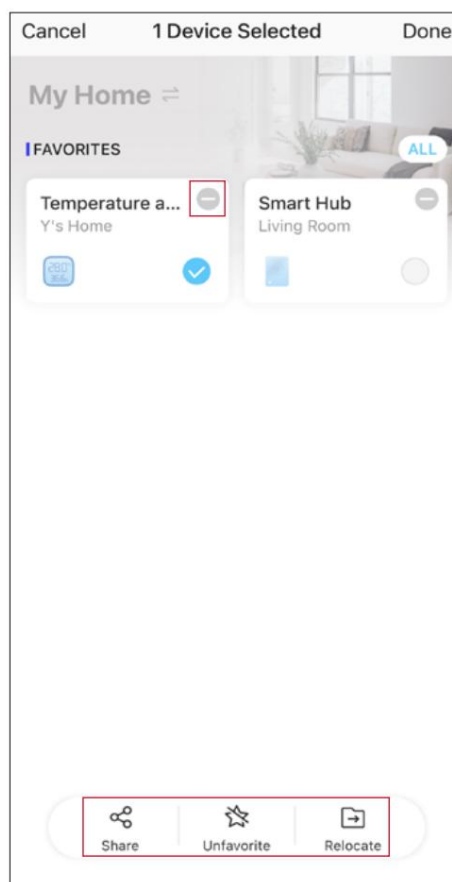 Cancel 1 Device Selected Done
My Home
FAVORITES ALL
Temperature a... Smart Hub
Y's Home Living Room
Share Unfavorite Relocate